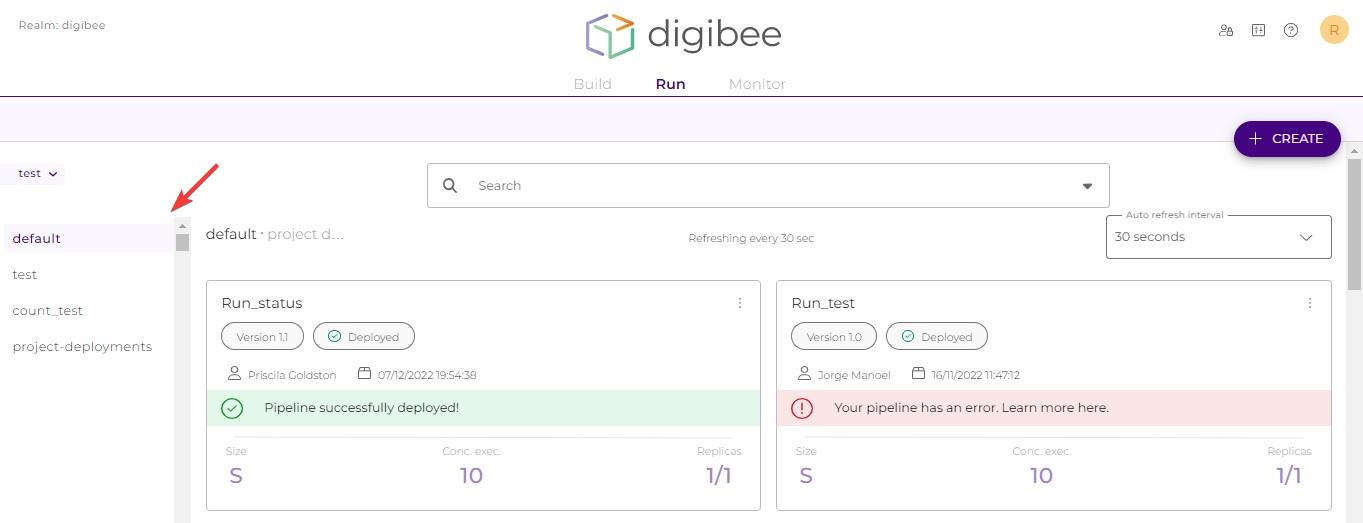 Realm: digibee
digibee
R
Build Run Monitor
CREATE
test
Search
default
test
count_test
project-deployments
default · project d...
Refreshing every 30 sec
Auto refresh interval
30 seconds
Run_status
Version 1.1 Deployed
Priscila Goldston 07/12/2022 19:54:38
Pipeline successfully deployed!
Size Conc. exec. Replicas
S 10 1/1
Run_test
Version 1.0 Deployed
Jorge Manoel 16/11/2022 11:47:12
Your pipeline has an error. Learn more here.
Size Conc. exec. Replicas
S 10 1/1